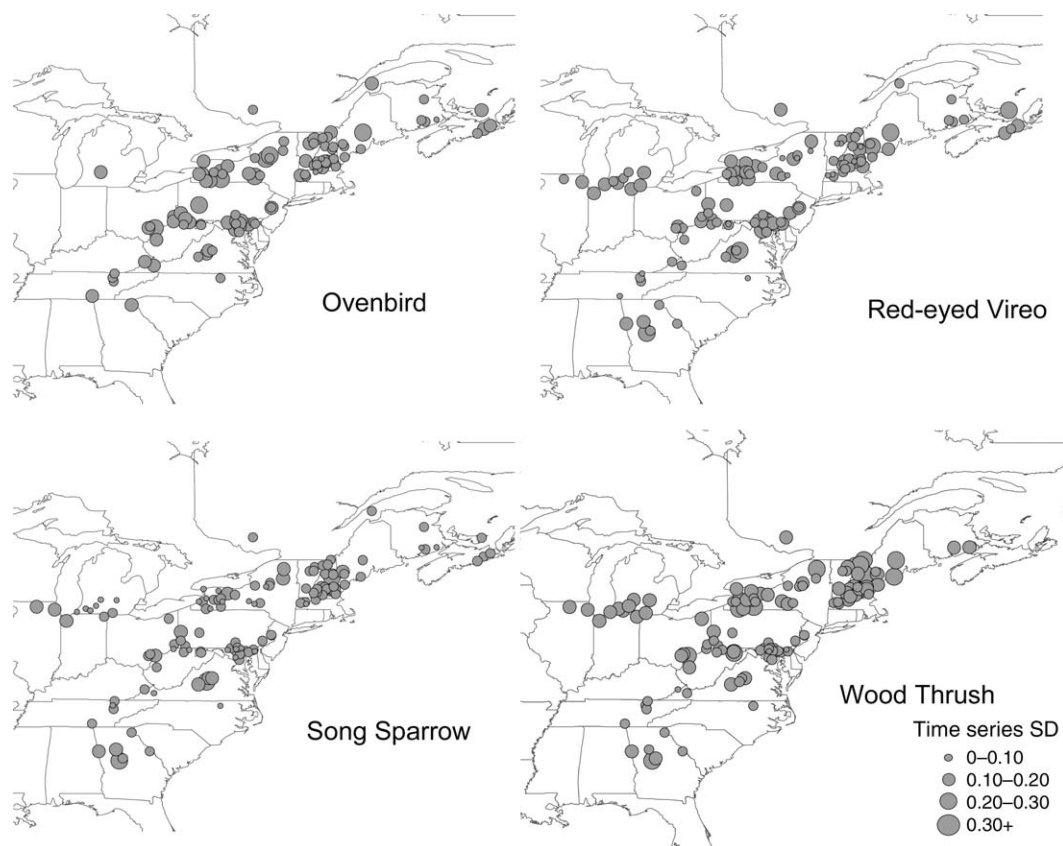 Ovenbird
Red-eyed Vireo
Song Sparrow
Wood Thrush
Time series SD
0–0.10
0.10–0.20
0.20–0.30
0.30+